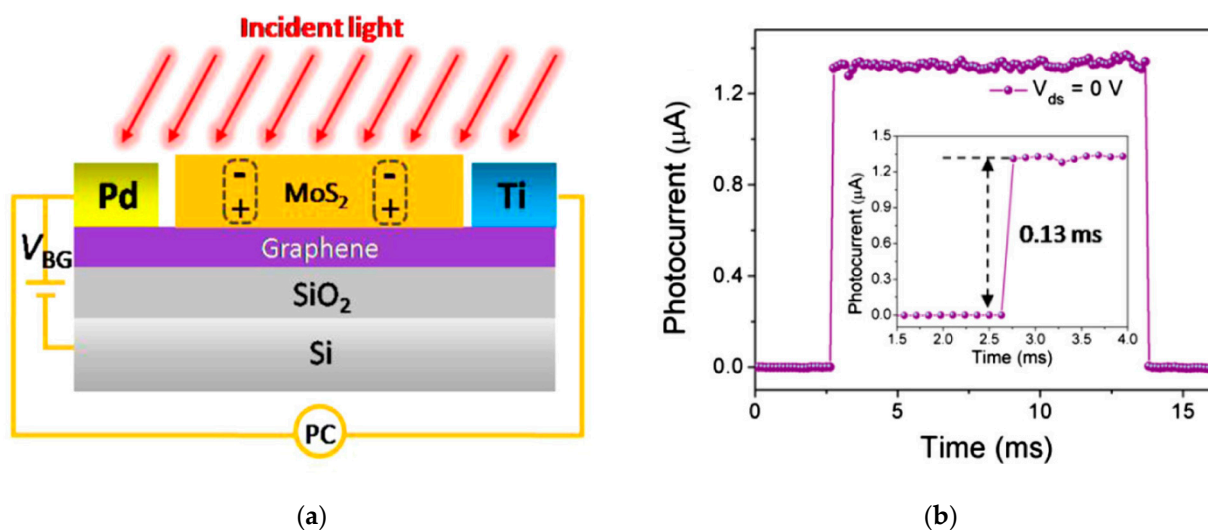 Incident light
Pd
- -
MoS₂
+ +
Ti
Graphene
V_BG
SiO₂
Si
PC
(a)
Photocurrent (μA)
1.2
0.8
0.4
0.0
0 5 10 15
Time (ms)
V_ds = 0 V
Photocurrent (μA)
1.5
1.2
0.9
0.6
0.3
0.0
1.5 2.0 2.5 3.0 3.5 4.0
Time (ms)
0.13 ms
(b)